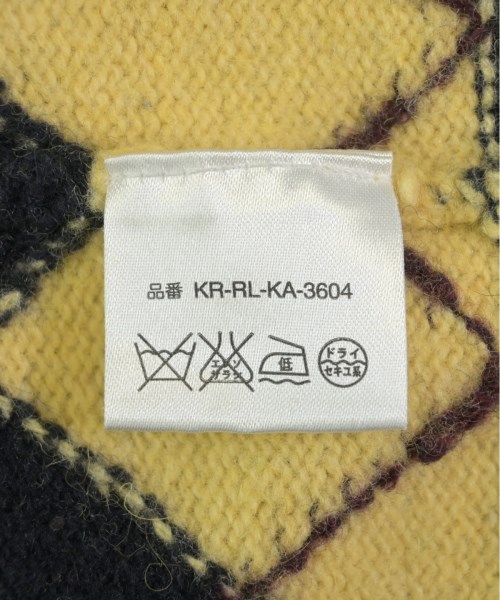 品番 KR-RL-KA-3604
エンソ
サラシ
低
ドライ
セキユ系